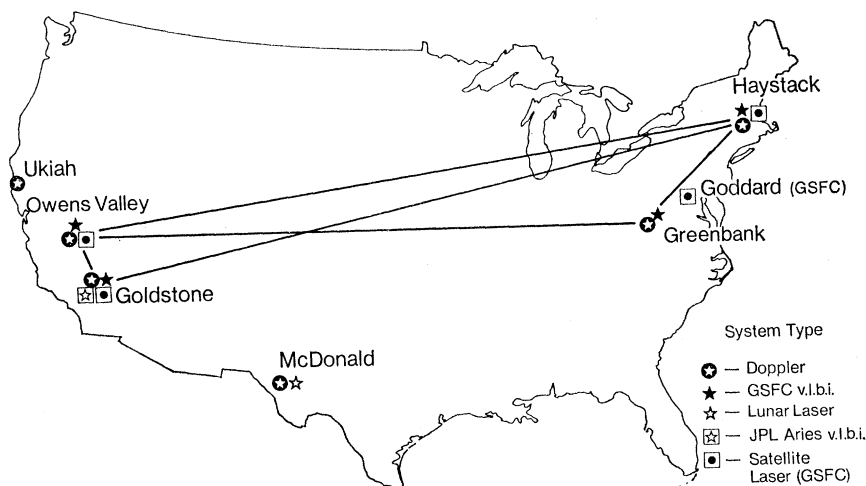 Haystack
Ukiah
Owens Valley
Goddard (GSFC)
Greenbank
Goldstone
McDonald
System Type
— Doppler
— GSFC v.l.b.i.
— Lunar Laser
— JPL Aries v.l.b.i.
— Satellite
Laser (GSFC)